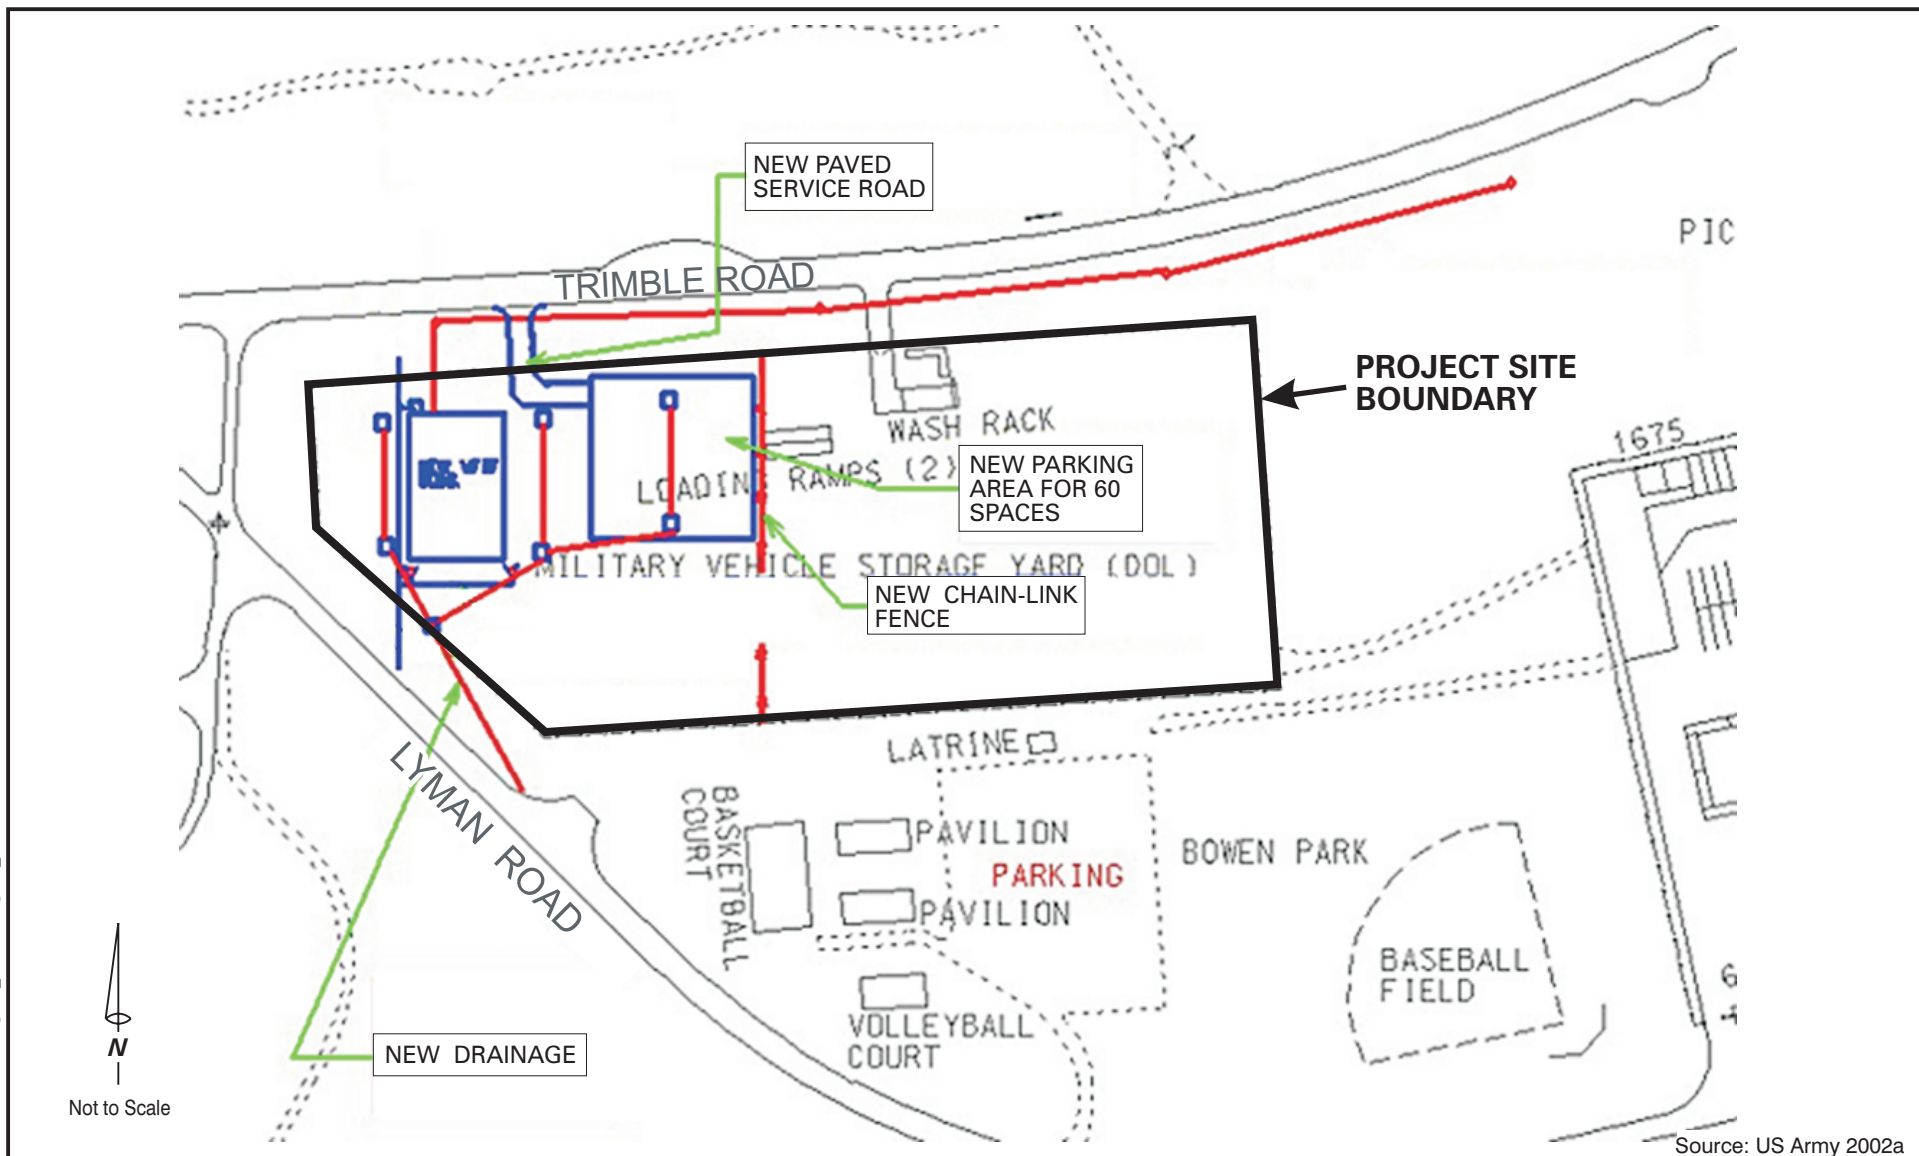 NEW PAVED
SERVICE ROAD
PIC
TRIMBLE ROAD
PROJECT SITE
BOUNDARY
WASH RACK
1675
LOADING RAMPS (2)
NEW PARKING
AREA FOR 60
SPACES
MILITARY VEHICLE STORAGE YARD (DOL)
NEW CHAIN-LINK
FENCE
LATRINE
LYMAN ROAD
BASKETBALL
COURT
PAVILION
PARKING
PAVILION
BOWEN PARK
BASEBALL
FIELD
6
VOLLEYBALL
COURT
NEW DRAINAGE
N
Not to Scale
Source: US Army 2002a